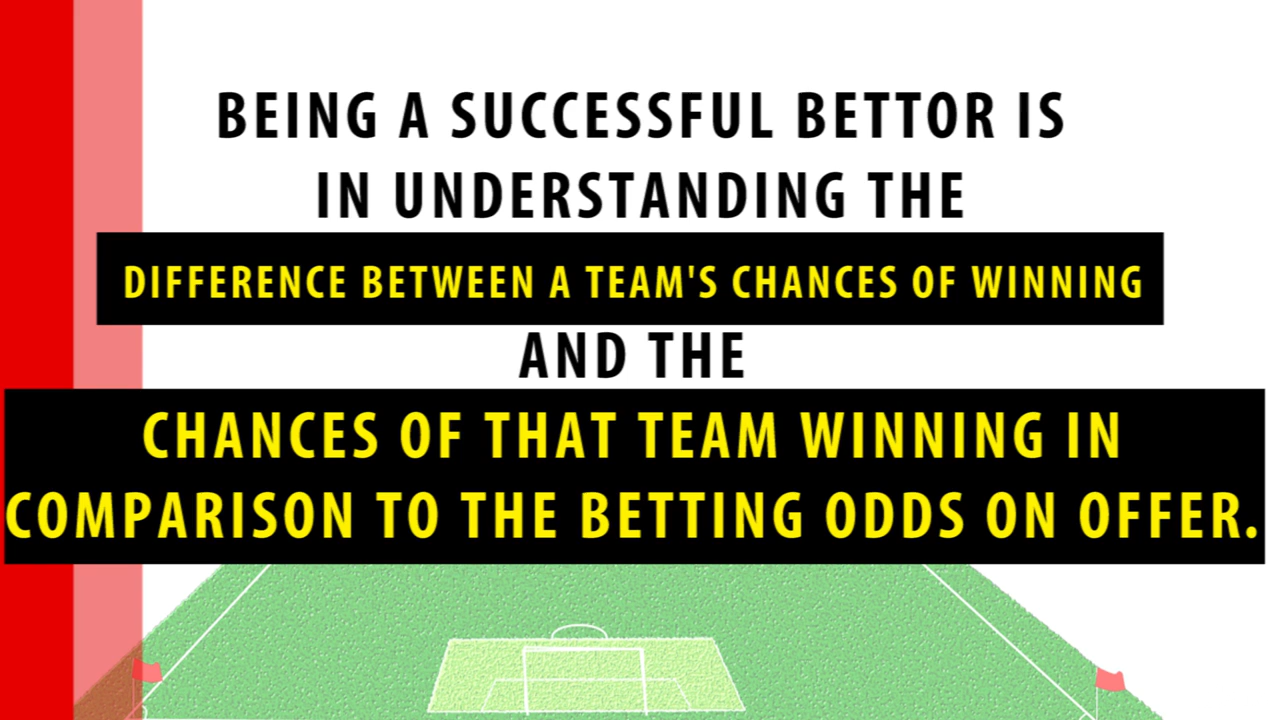 BEING A SUCCESSFUL BETTOR IS
IN UNDERSTANDING THE
DIFFERENCE BETWEEN A TEAM'S CHANCES OF WINNING
AND THE
CHANCES OF THAT TEAM WINNING IN
COMPARISON TO THE BETTING ODDS ON OFFER.